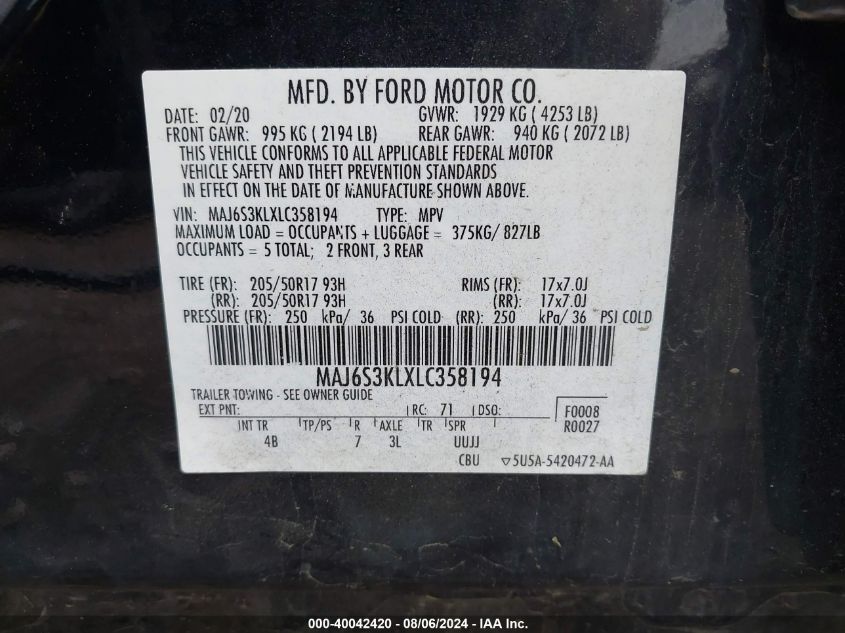 MFD. BY FORD MOTOR CO.
DATE: 02/20 GVWR: 1929 KG ( 4253 LB)
FRONT GAWR: 995 KG ( 2194 LB) REAR GAWR: 940 KG ( 2072 LB)
THIS VEHICLE CONFORMS TO ALL APPLICABLE FEDERAL MOTOR
VEHICLE SAFETY AND THEFT PREVENTION STANDARDS
IN EFFECT ON THE DATE OF MANUFACTURE SHOWN ABOVE.
VIN: MAJ6S3KLXLC358194 TYPE: MPV
MAXIMUM LOAD = OCCUPANTS + LUGGAGE = 375KG/ 827LB
OCCUPANTS = 5 TOTAL; 2 FRONT, 3 REAR
TIRE (FR): 205/50R17 93H RIMS (FR): 17x7.0J
(RR): 205/50R17 93H (RR): 17x7.0J
PRESSURE (FR): 250 kPa/ 36 PSI COLD (RR): 250 kPa/ 36 PSI COLD
MAJ6S3KLXLC358194
TRAILER TOWING - SEE OWNER GUIDE
EXT PNT: RC: 71 DSO: F0008
R0027
INT TR TP/PS R AXLE TR SPR
4B 7 3L UUJJ
CBU ▽5U5A-5420472-AA
000-40042420 - 08/06/2024 - IAA Inc.